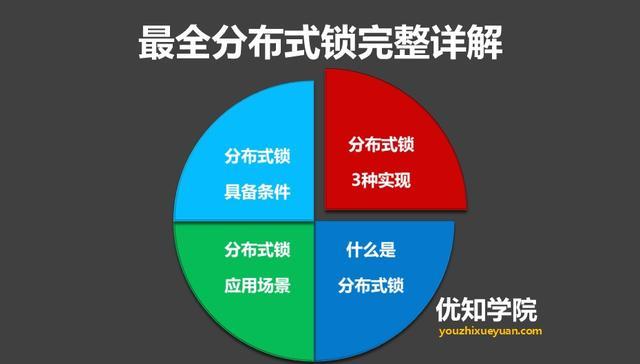 最全分布式锁完整详解
分布式锁
具备条件
分布式锁
3种实现
分布式锁
应用场景
什么是
分布式锁
优知学院
youzhixueyuan.com